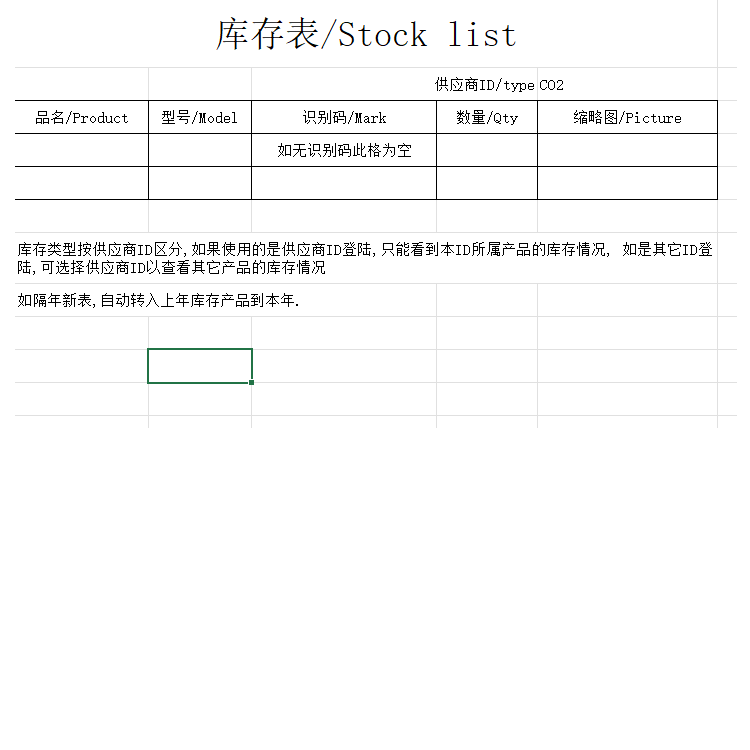 库存表/Stock list
供应商ID/type CO2
品名/Product 型号/Model 识别码/Mark 数量/Qty 缩略图/Picture
如无识别码此格为空
库存类型按供应商ID区分,如果使用的是供应商ID登陆,只能看到本ID所属产品的库存情况, 如是其它ID登
陆,可选择供应商ID以查看其它产品的库存情况
如隔年新表,自动转入上年库存产品到本年.